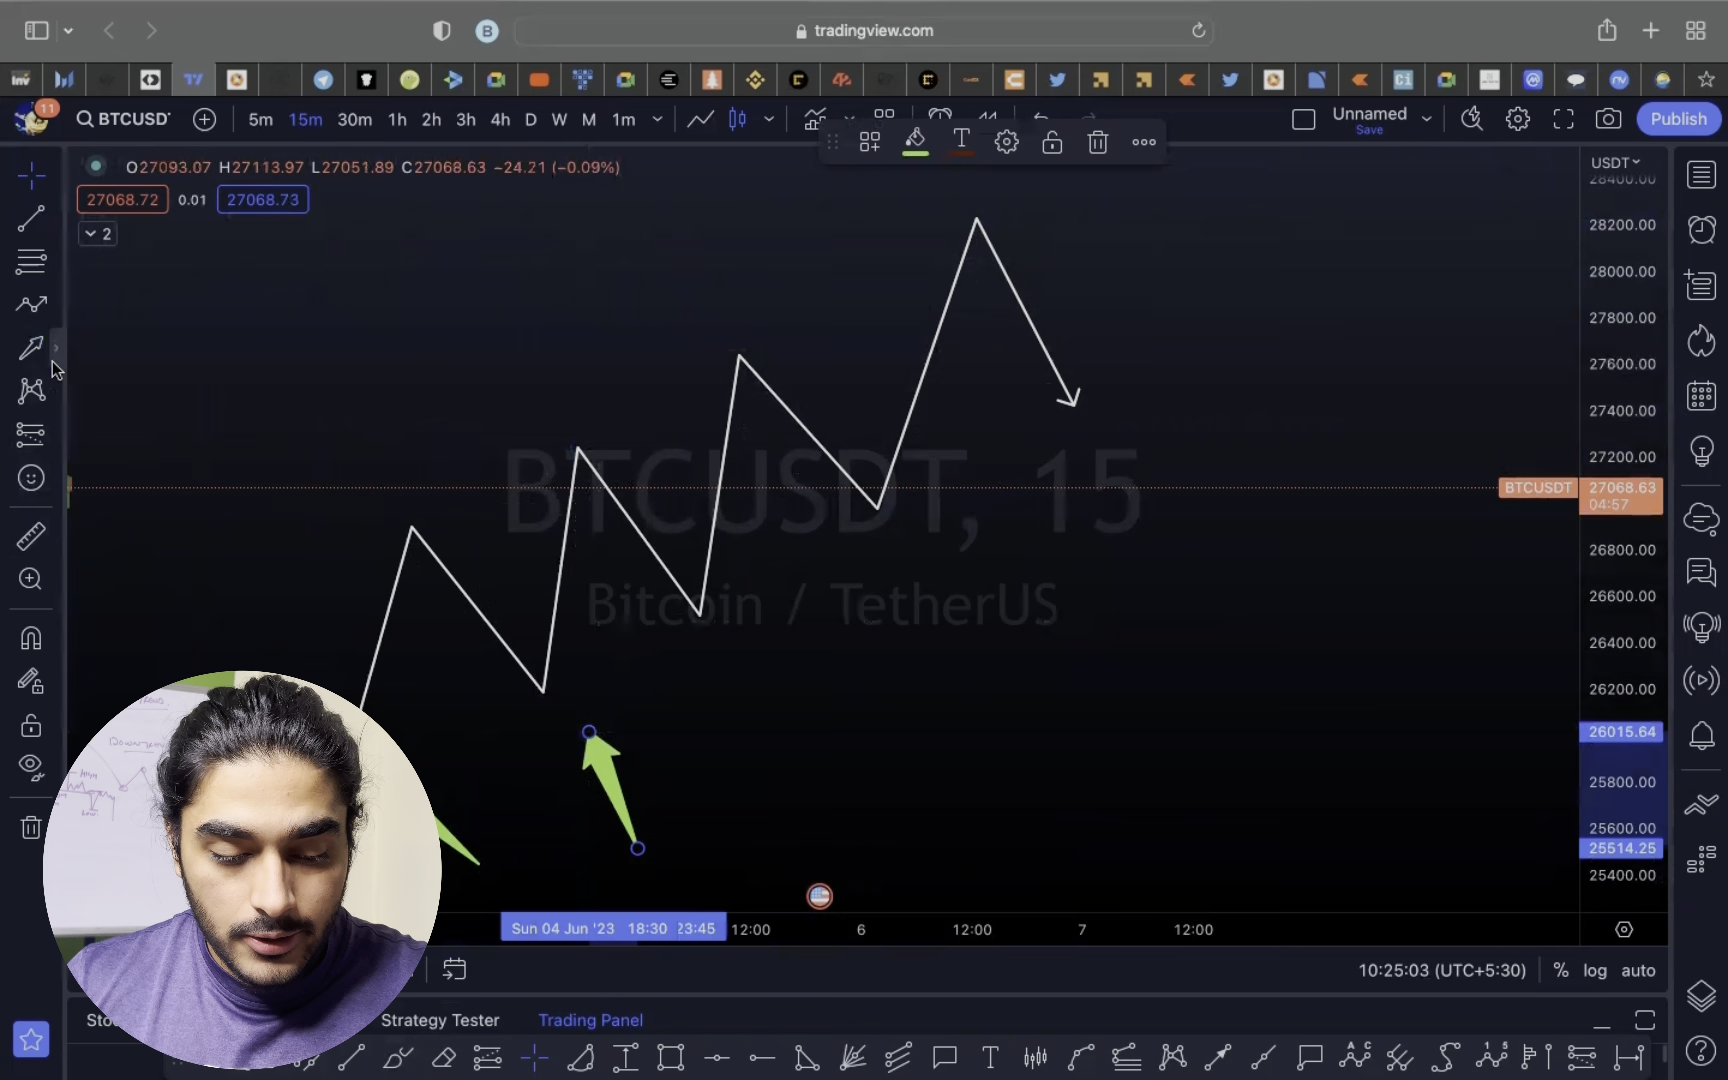 tradingview.com
11
BTCUSDT 5m 15m 30m 1h 2h 3h 4h D W M 1m
Unnamed
Save
Publish
O27093.07 H27113.97 L27051.89 C27068.63 −24.21 (−0.09%)
27068.72 0.01 27068.73
2
USDT
28400.00
28200.00
28000.00
27800.00
27600.00
27400.00
27200.00
BTCUSDT 27068.63
04:57
26800.00
26600.00
26400.00
26200.00
26015.64
25800.00
25600.00
25514.25
25400.00
BTCUSDT, 15
Bitcoin / TetherUS
Sun 04 Jun '23 18:30 23:45 12:00 6 12:00 7 12:00
10:25:03 (UTC+5:30) % log auto
Strategy Tester Trading Panel